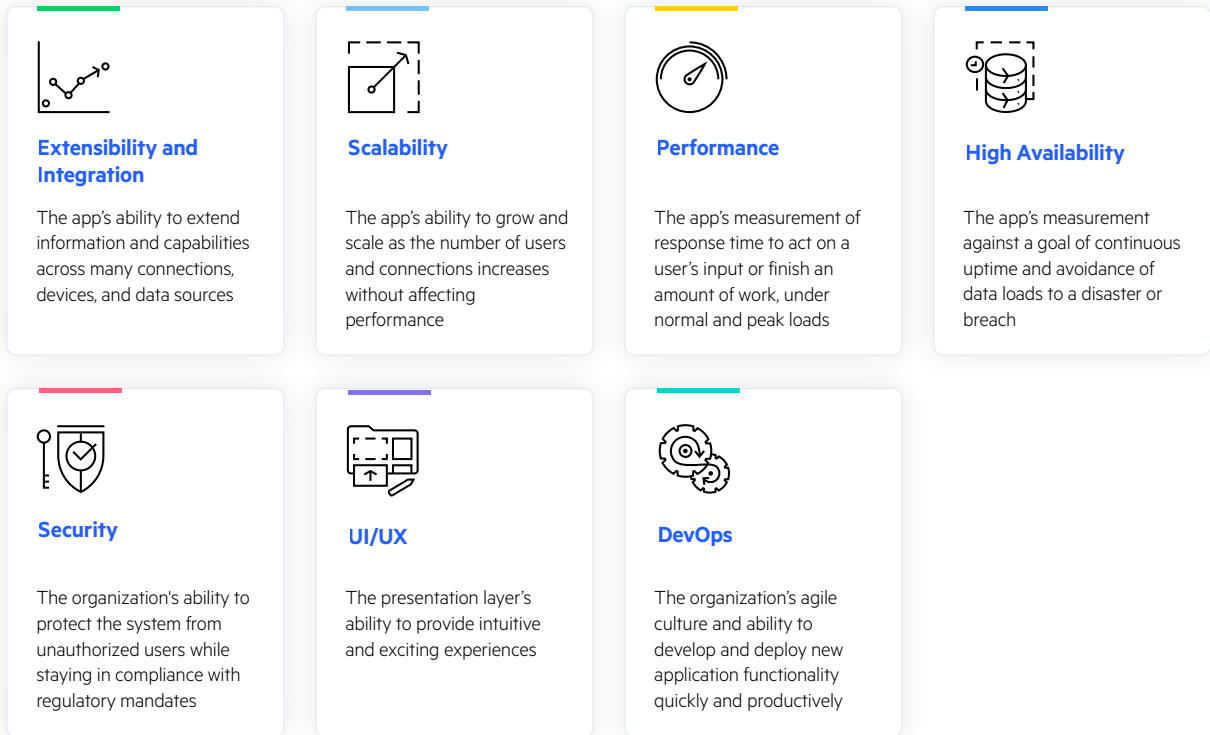 Extensibility and
Integration
The app’s ability to extend
information and capabilities
across many connections,
devices, and data sources
Scalability
The app’s ability to grow and
scale as the number of users
and connections increases
without affecting
performance
Performance
The app’s measurement of
response time to act on a
user’s input or finish an
amount of work, under
normal and peak loads
High Availability
The app’s measurement
against a goal of continuous
uptime and avoidance of
data loads to a disaster or
breach
Security
The organization's ability to
protect the system from
unauthorized users while
staying in compliance with
regulatory mandates
UI/UX
The presentation layer’s
ability to provide intuitive
and exciting experiences
DevOps
The organization’s agile
culture and ability to
develop and deploy new
application functionality
quickly and productively